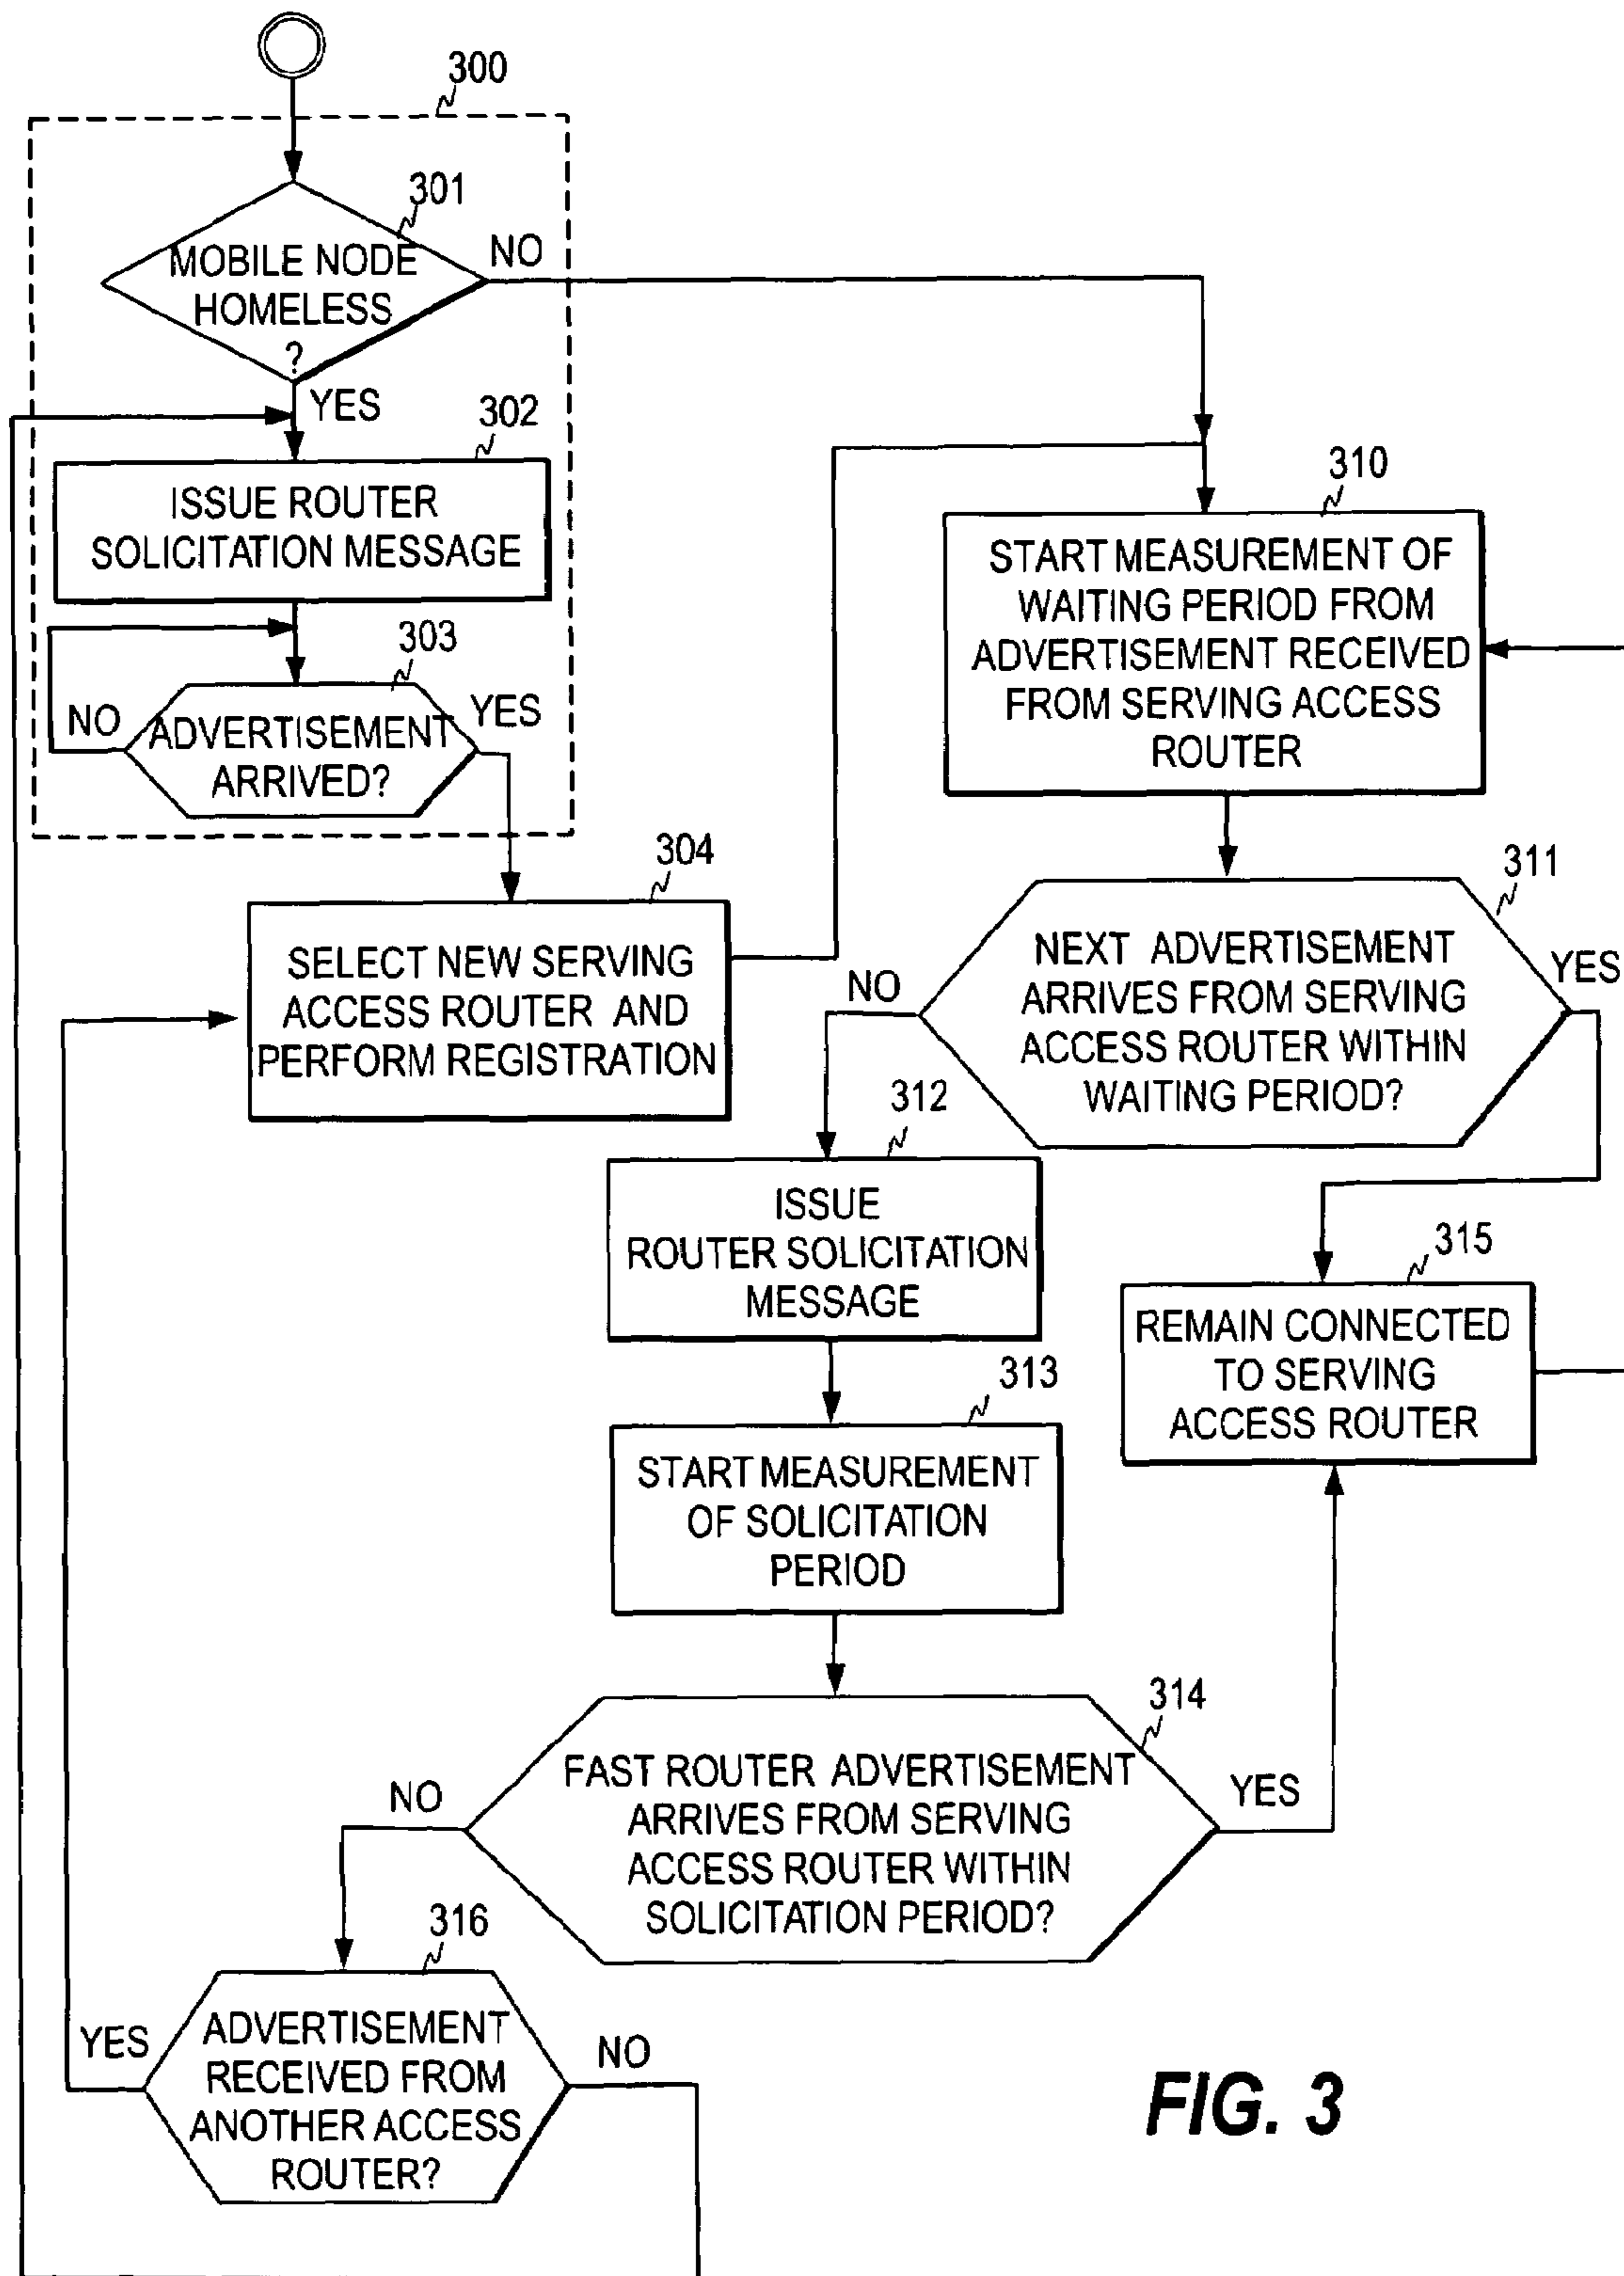 300
301
MOBILE NODE
HOMELESS
?
NO
YES
302
ISSUE ROUTER
SOLICITATION MESSAGE
303
NO
ADVERTISEMENT
ARRIVED?
YES
304
SELECT NEW SERVING
ACCESS ROUTER AND
PERFORM REGISTRATION
310
START MEASUREMENT OF
WAITING PERIOD FROM
ADVERTISEMENT RECEIVED
FROM SERVING ACCESS
ROUTER
311
NEXT ADVERTISEMENT
ARRIVES FROM SERVING
ACCESS ROUTER WITHIN
WAITING PERIOD?
NO
YES
312
ISSUE
ROUTER SOLICITATION
MESSAGE
315
REMAIN CONNECTED
TO SERVING
ACCESS ROUTER
313
START MEASUREMENT
OF SOLICITATION
PERIOD
314
FAST ROUTER ADVERTISEMENT
ARRIVES FROM SERVING
ACCESS ROUTER WITHIN
SOLICITATION PERIOD?
NO
YES
316
ADVERTISEMENT
RECEIVED FROM
ANOTHER ACCESS
ROUTER?
YES
NO
FIG. 3